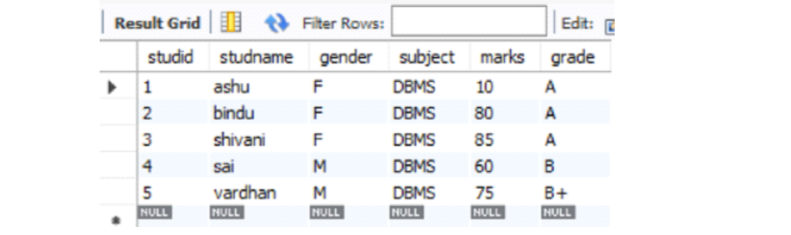 Result Grid Filter Rows: Edit:
studid studname gender subject marks grade
1 ashu F DBMS 10 A
2 bindu F DBMS 80 A
3 shivani F DBMS 85 A
4 sai M DBMS 60 B
5 vardhan M DBMS 75 B+
NULL NULL NULL NULL NULL NULL